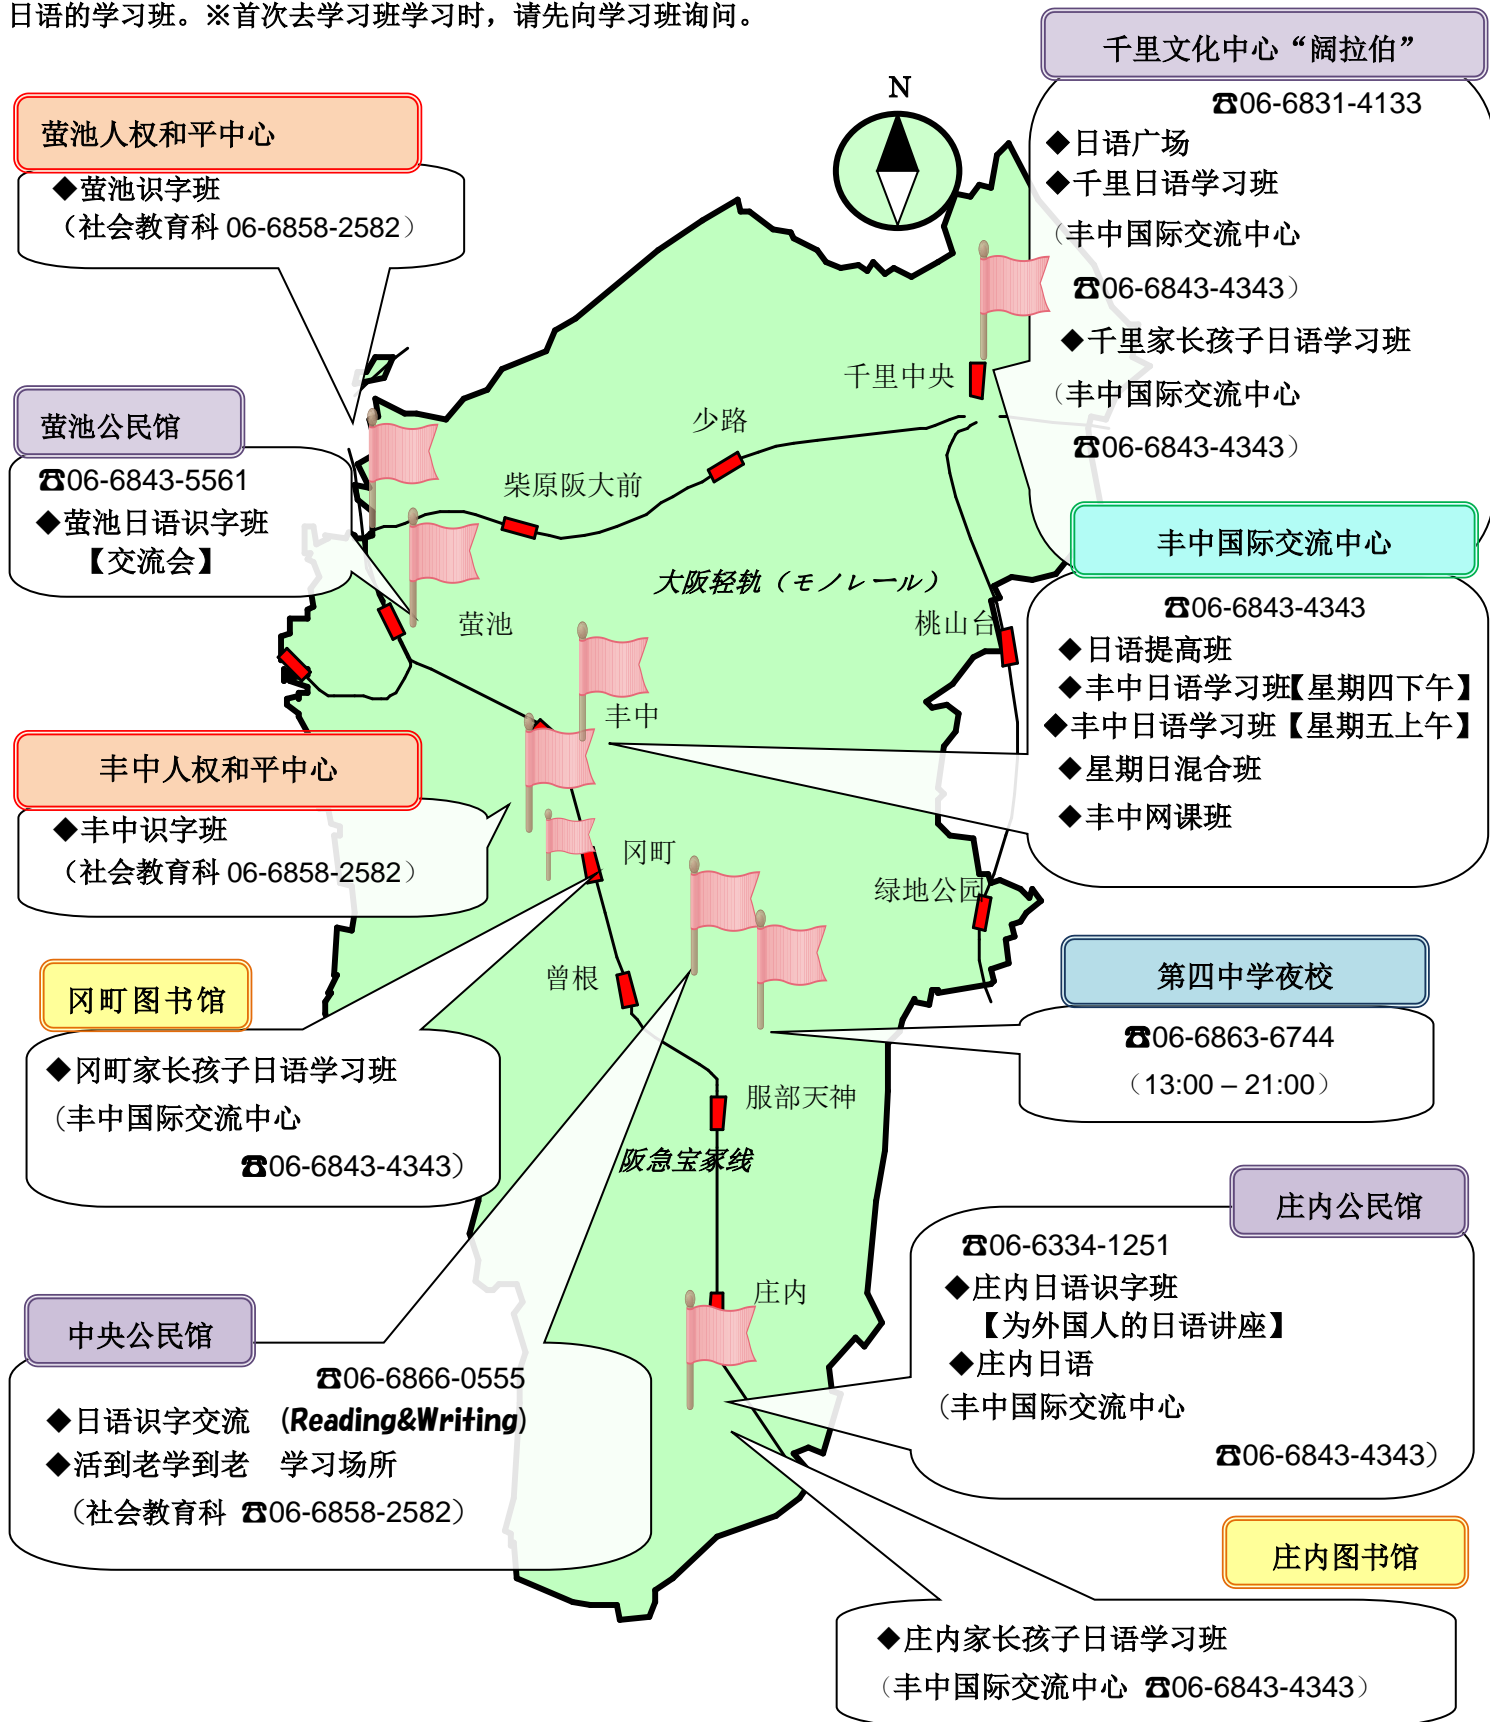 日语的学习班。※首次去学习班学习时，请先向学习班询问。
千里文化中心“阔拉伯”
☎06-6831-4133
◆日语广场
◆千里日语学习班
（丰中国际交流中心
☎06-6843-4343）
◆千里家长孩子日语学习班
（丰中国际交流中心
☎06-6843-4343）
N
萤池人权和平中心
◆萤池识字班
（社会教育科 06-6858-2582）
萤池公民馆
☎06-6843-5561
◆萤池日语识字班
【交流会】
千里中央
少路
柴原阪大前
大阪轻轨（モノレール）
萤池
桃山台
丰中
丰中国际交流中心
☎06-6843-4343
◆日语提高班
◆丰中日语学习班【星期四下午】
◆丰中日语学习班【星期五上午】
◆星期日混合班
◆丰中网课班
丰中人权和平中心
◆丰中识字班
（社会教育科 06-6858-2582）
冈町
绿地公园
曾根
第四中学夜校
☎06-6863-6744
（13:00 – 21:00）
冈町图书馆
◆冈町家长孩子日语学习班
（丰中国际交流中心
☎06-6843-4343）
服部天神
阪急宝冢线
庄内公民馆
☎06-6334-1251
◆庄内日语识字班
【为外国人的日语讲座】
◆庄内日语
（丰中国际交流中心
☎06-6843-4343）
庄内
中央公民馆
☎06-6866-0555
◆日语识字交流　(Reading&Writing)
◆活到老学到老　学习场所
（社会教育科 ☎06-6858-2582）
庄内图书馆
◆庄内家长孩子日语学习班
（丰中国际交流中心 ☎06-6843-4343）